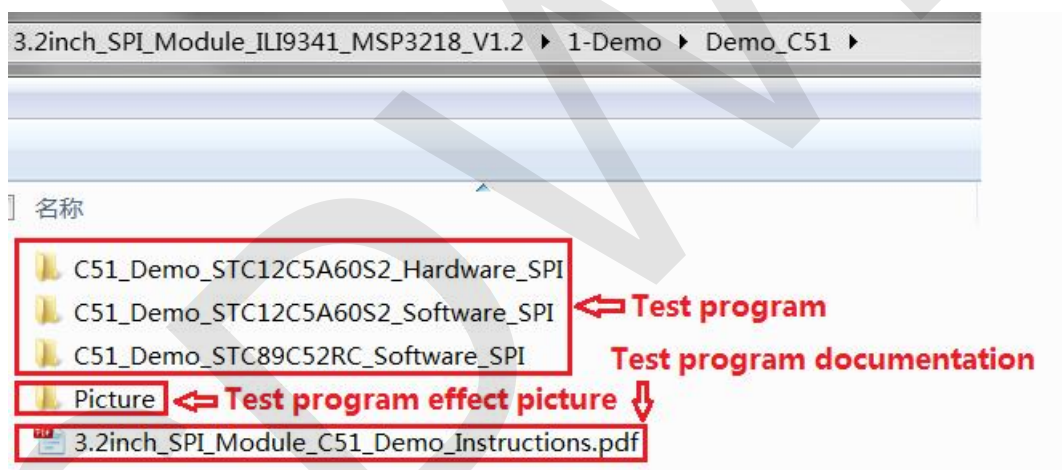 3.2inch_SPI_Module_ILI9341_MSP3218_V1.2 ▸ 1-Demo ▸ Demo_C51 ▸
名称
C51_Demo_STC12C5A60S2_Hardware_SPI
C51_Demo_STC12C5A60S2_Software_SPI
Test program
C51_Demo_STC89C52RC_Software_SPI
Test program documentation
Picture
Test program effect picture
3.2inch_SPI_Module_C51_Demo_Instructions.pdf